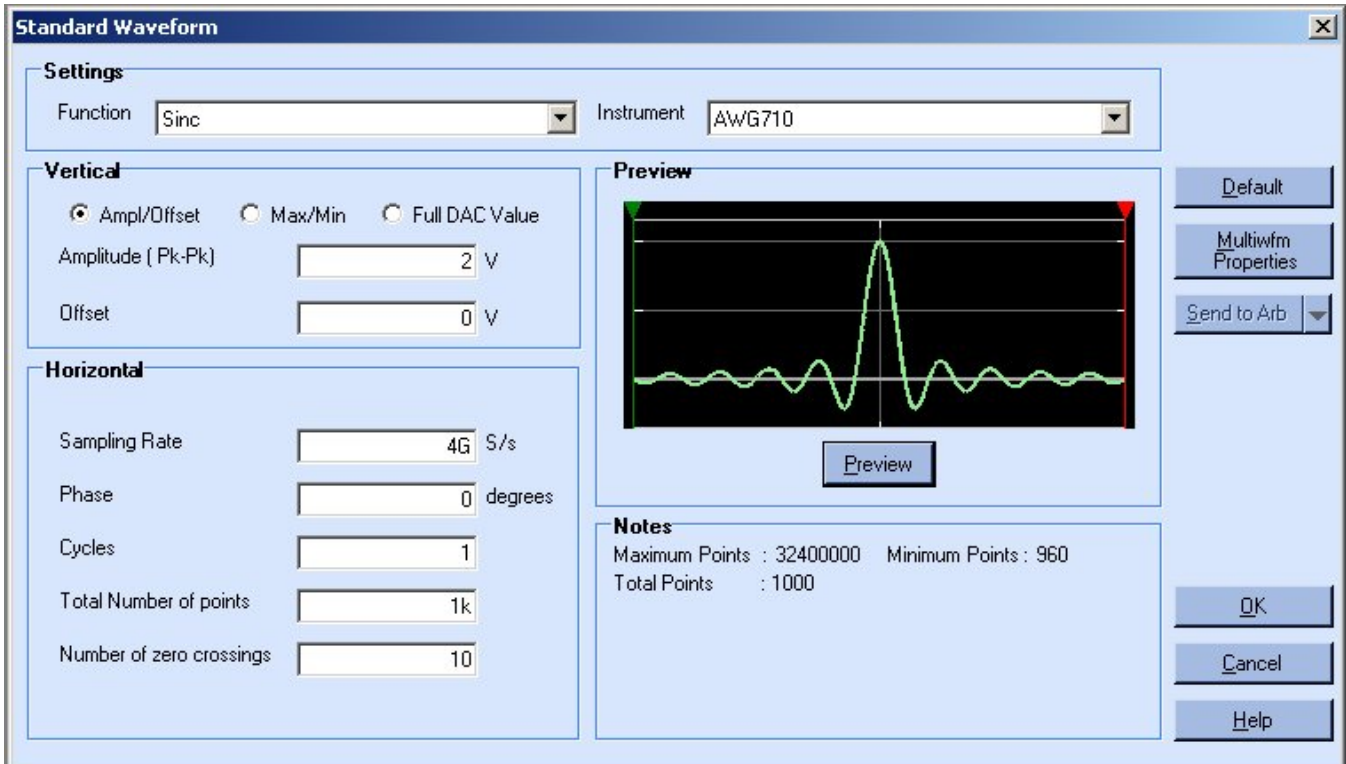 Standard Waveform
Settings
Function Sinc Instrument AWG710
Vertical
Ampl/Offset Max/Min Full DAC Value
Amplitude ( Pk-Pk) 2 V
Offset 0 V
Horizontal
Sampling Rate 4G S/s
Phase 0 degrees
Cycles 1
Total Number of points 1k
Number of zero crossings 10
Preview
Preview
Notes
Maximum Points : 32400000 Minimum Points : 960
Total Points : 1000
Default
Multiwfm
Properties
Send to Arb
OK
Cancel
Help